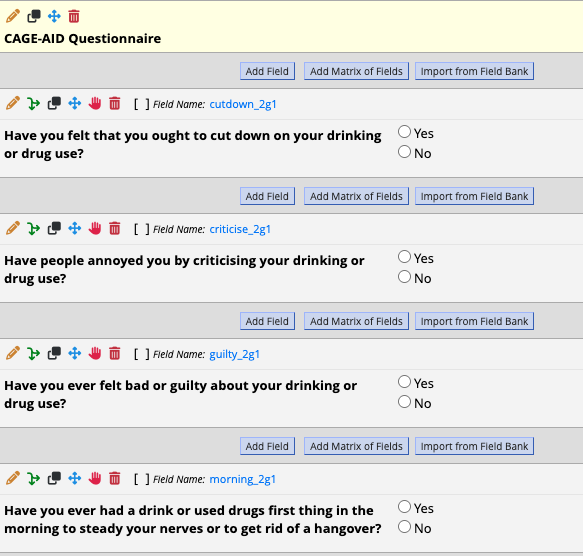 CAGE-AID Questionnaire
Add Field Add Matrix of Fields Import from Field Bank
[ ] Field Name: cutdown_2g1
Have you felt that you ought to cut down on your drinking
or drug use?
Yes
No
Add Field Add Matrix of Fields Import from Field Bank
[ ] Field Name: criticise_2g1
Have people annoyed you by criticising your drinking or
drug use?
Yes
No
Add Field Add Matrix of Fields Import from Field Bank
[ ] Field Name: guilty_2g1
Have you ever felt bad or guilty about your drinking or
drug use?
Yes
No
Add Field Add Matrix of Fields Import from Field Bank
[ ] Field Name: morning_2g1
Have you ever had a drink or used drugs first thing in the
morning to steady your nerves or to get rid of a hangover?
Yes
No